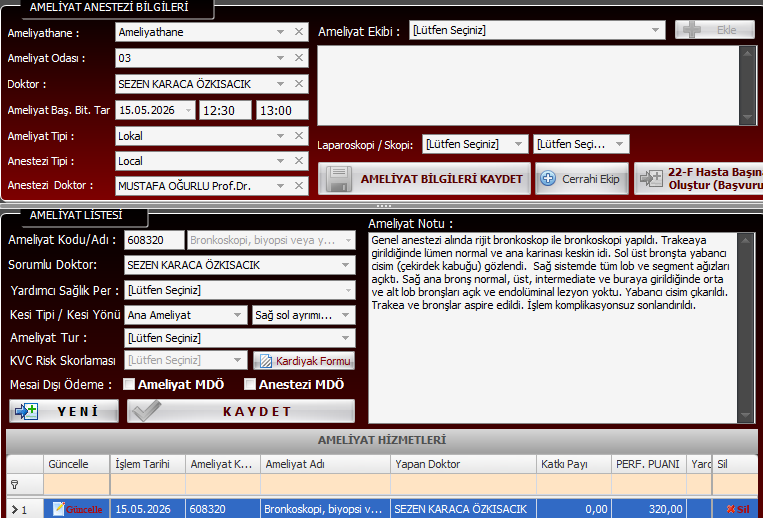 AMELİYAT ANESTEZİ BİLGİLERİ
Ameliyathane : Ameliyathane
Ameliyat Odası : 03
Doktor : SEZEN KARACA ÖZKISACIK
Ameliyat Baş. Bit. Tar 15.05.2026 12:30 13:00
Ameliyat Tipi : Lokal
Anestezi Tipi : Local
Anestezi Doktor : MUSTAFA OĞURLU Prof.Dr.
Ameliyat Ekibi : [Lütfen Seçiniz] Ekle
Laparoskopi / Skopi: [Lütfen Seçiniz] [Lütfen Seçi...
AMELİYAT BİLGİLERİ KAYDET Cerrahi Ekip 22-F Hasta Başına
Oluştur (Başvuru
AMELİYAT LİSTESİ
Ameliyat Kodu/Adı : 608320 Bronkoskopi, biyopsi veya y...
Sorumlu Doktor: SEZEN KARACA ÖZKISACIK
Yardımcı Sağlık Per : [Lütfen Seçiniz]
Kesi Tipi / Kesi Yönü Ana Ameliyat Sağ sol ayrımı...
Ameliyat Tur : [Lütfen Seçiniz]
KVC Risk Skorlaması [Lütfen Seçiniz] Kardiyak Formu
Mesai Dışı Ödeme : Ameliyat MDÖ Anestezi MDÖ
YENİ KAYDET
Ameliyat Notu :
Genel anestezi alında rijit bronkoskop ile bronkoskopi yapıldı. Trakeaya
girildiğinde lümen normal ve ana karinası keskin idi. Sol üst bronşta yabancı
cisim (çekirdek kabuğu) gözlendi. Sağ sistemde tüm lob ve segment ağızları
açıktı. Sağ ana bronş normal, üst, intermediate ve buraya girildiğinde orta
ve alt lob bronşları açık ve endolüminal lezyon yoktu. Yabancı cisim çıkarıldı.
Trakea ve bronşlar aspire edildi. İşlem komplikasyonsuz sonlandırıldı.
AMELİYAT HİZMETLERİ
Güncelle İşlem Tarihi Ameliyat K... Ameliyat Adı Yapan Doktor Katkı Payı PERF. PUANI Yarc Sil
1 Güncelle 15.05.2026 608320 Bronkoskopi, biyopsi v... SEZEN KARACA ÖZKISACIK 0,00 320,00 Sil